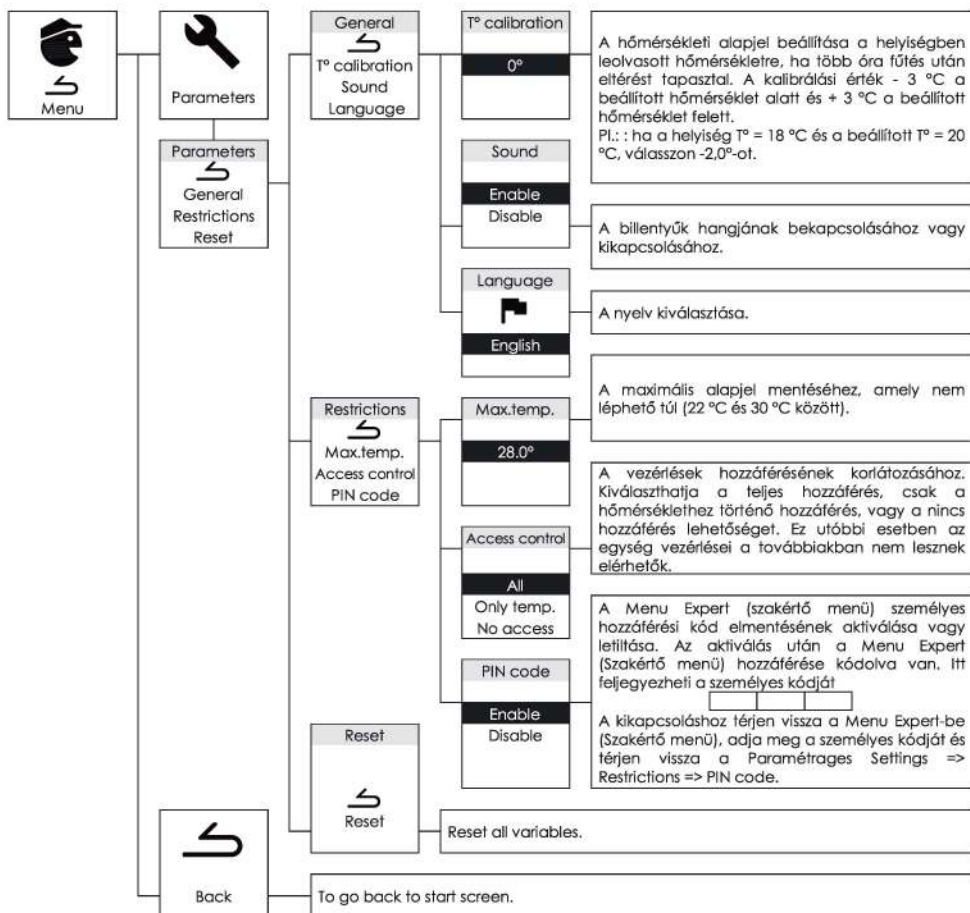 Menu
Parameters
Parameters
General
Restrictions
Reset
General
T° calibration
Sound
Language
T° calibration
0°
A hőmérsékleti alapjel beállítása a helyiségben
leolvasott hőmérsékletre, ha több óra fűtés után
eltérést tapasztal. A kalibrálási érték - 3 °C a
beállított hőmérséklet alatt és + 3 °C a beállított
hőmérséklet felett.
Pl.: : ha a helyiség T° = 18 °C és a beállított T° = 20
°C, válasszon -2,0°-ot.
Sound
Enable
Disable
A billentyűk hangjának bekapcsolásához vagy
kikapcsolásához.
Language
English
A nyelv kiválasztása.
Restrictions
Max.temp.
Access control
PIN code
Max.temp.
28.0°
A maximális alapjel mentéséhez, amely nem
léphető túl (22 °C és 30 °C között).
Access control
All
Only temp.
No access
A vezérlések hozzáférésének korlátozásához.
Kiválaszthatja a teljes hozzáférés, csak a
hőmérséklethez történő hozzáférés, vagy a nincs
hozzáférés lehetőséget. Ez utóbbi esetben az
egység vezérlései a továbbiakban nem lesznek
elérhetők.
PIN code
Enable
Disable
A Menu Expert (szakértő menü) személyes
hozzáférési kód elmentésének aktiválása vagy
letiltása. Az aktiválás után a Menu Expert
(Szakértő menü) hozzáférése kódolva van. Itt
feljegyezheti a személyes kódját
A kikapcsoláshoz térjen vissza a Menu Expert-be
(Szakértő menü), adja meg a személyes kódját és
térjen vissza a Paramétrages Settings =>
Restrictions => PIN code.
Reset
Reset
Reset all variables.
Back
To go back to start screen.